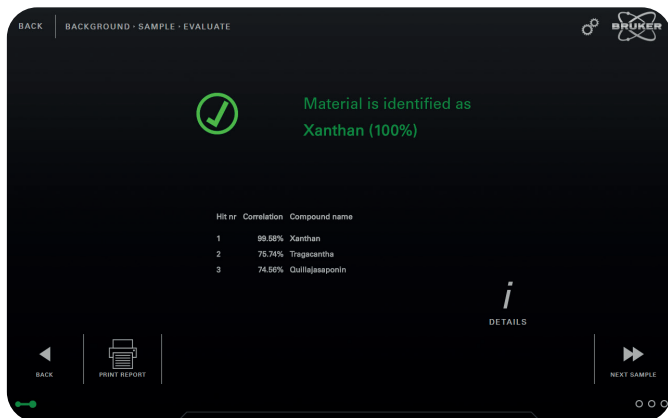 BACK
BACKGROUND · SAMPLE · EVALUATE
BRUKER
Material is identified as
Xanthan (100%)
Hit nr Correlation Compound name
1 99.58% Xanthan
2 75.74% Tragacantha
3 74.56% Quillajasaponin
i
DETAILS
BACK
PRINT REPORT
NEXT SAMPLE